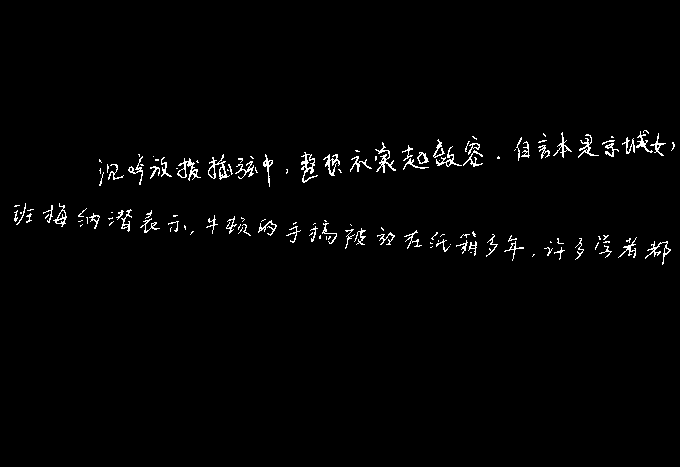 沉吟放拨插弦中，整顿衣裳起敛容．自言本是京城女，
班梅纳潜表示，牛顿的手稿被放在纸箱多年，许多学者都